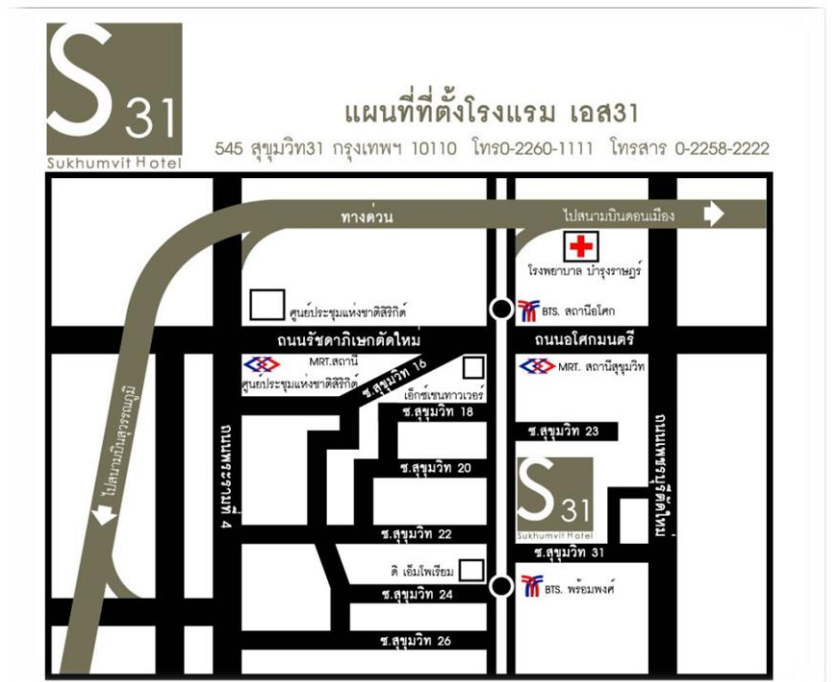 S 31
Sukhumvit Hotel
แผนที่ที่ตั้งโรงแรม เอส31
545 สุขุมวิท31 กรุงเทพฯ 10110 โทร0-2260-1111 โทรสาร 0-2258-2222
ทางด่วน
ไปสนามบินดอนเมือง
โรงพยาบาล บำรุงราษฎร์
ศูนย์ประชุมแห่งชาติสิริกิต์
BTS. สถานีอโศก
ถนนรัชดาภิเษกตัดใหม่
ถนนอโศกมนตรี
MRT.สถานี
ศูนย์ประชุมแห่งชาติสิริกิต์
ซ.สุขุมวิท 16
MRT. สถานีสุขุมวิท
เอ็กซ์เชนทาวเวอร์
ซ.สุขุมวิท 18
ซ.สุขุมวิท 23
ไปสนามบินสุวรรณภูมิ
ถนนพระรามที่ 4
ถนนเพชรบุรีตัดใหม่
ซ.สุขุมวิท 20
S 31
Sukhumvit Hotel
ซ.สุขุมวิท 22
ซ.สุขุมวิท 31
ดิ เอ็มโพเรียม
BTS. พร้อมพงศ์
ซ.สุขุมวิท 24
ซ.สุขุมวิท 26